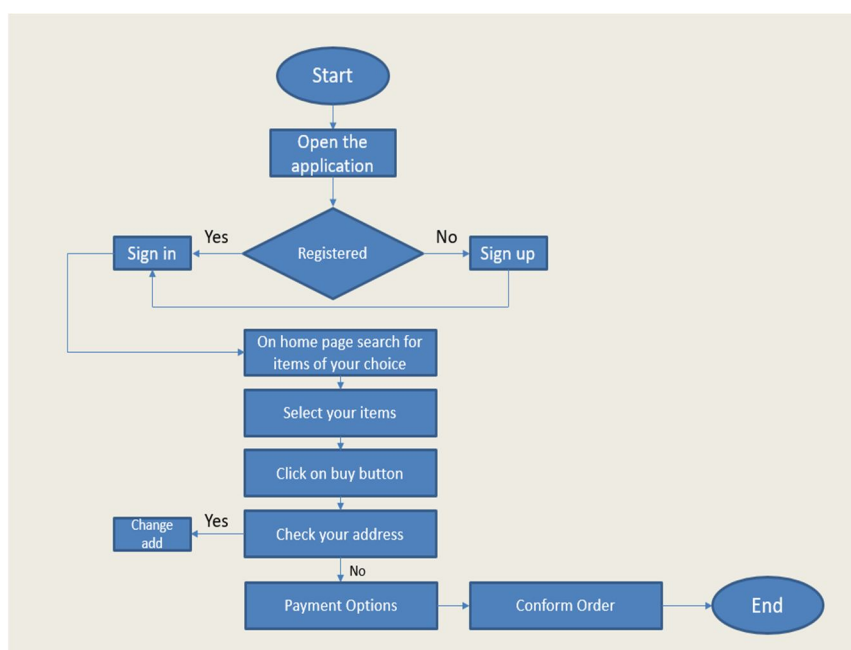 Start
Open the
application
Yes
No
Sign in
Registered
Sign up
On home page search for
items of your choice
Select your items
Click on buy button
Change
add
Yes
Check your address
No
Payment Options
Conform Order
End